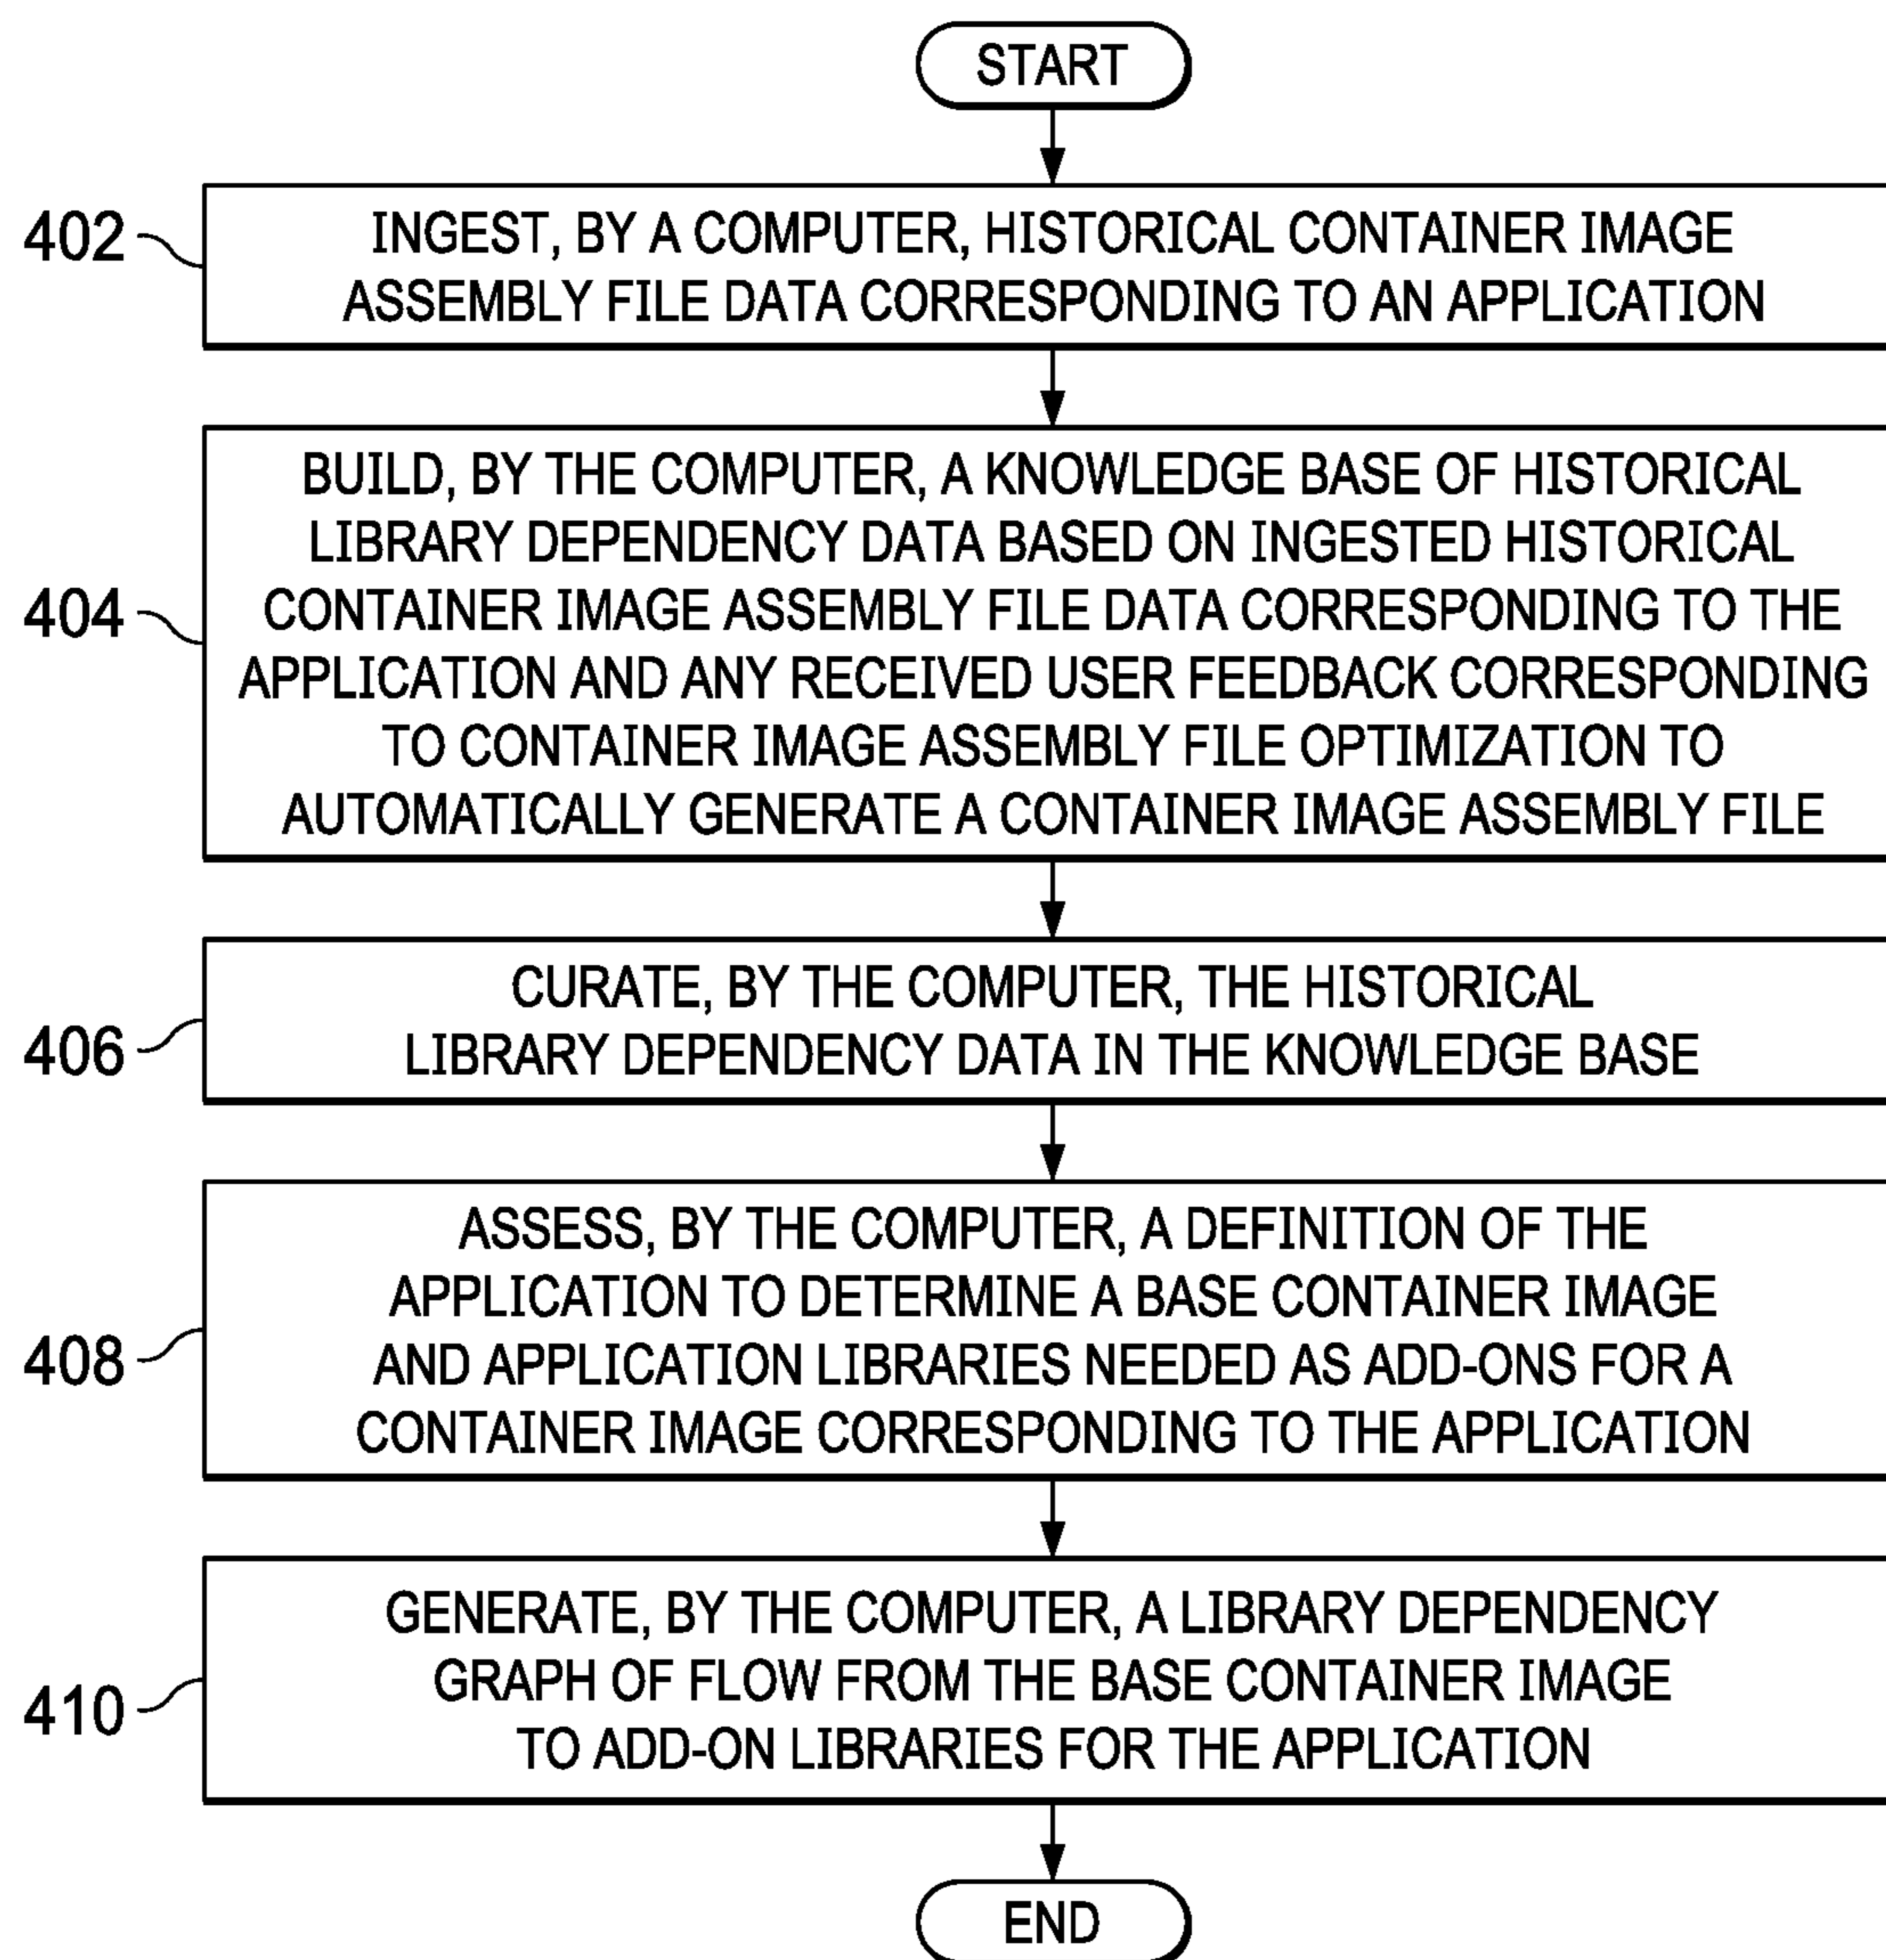 START
402
INGEST, BY A COMPUTER, HISTORICAL CONTAINER IMAGE
ASSEMBLY FILE DATA CORRESPONDING TO AN APPLICATION
404
BUILD, BY THE COMPUTER, A KNOWLEDGE BASE OF HISTORICAL
LIBRARY DEPENDENCY DATA BASED ON INGESTED HISTORICAL
CONTAINER IMAGE ASSEMBLY FILE DATA CORRESPONDING TO THE
APPLICATION AND ANY RECEIVED USER FEEDBACK CORRESPONDING
TO CONTAINER IMAGE ASSEMBLY FILE OPTIMIZATION TO
AUTOMATICALLY GENERATE A CONTAINER IMAGE ASSEMBLY FILE
406
CURATE, BY THE COMPUTER, THE HISTORICAL
LIBRARY DEPENDENCY DATA IN THE KNOWLEDGE BASE
408
ASSESS, BY THE COMPUTER, A DEFINITION OF THE
APPLICATION TO DETERMINE A BASE CONTAINER IMAGE
AND APPLICATION LIBRARIES NEEDED AS ADD-ONS FOR A
CONTAINER IMAGE CORRESPONDING TO THE APPLICATION
410
GENERATE, BY THE COMPUTER, A LIBRARY DEPENDENCY
GRAPH OF FLOW FROM THE BASE CONTAINER IMAGE
TO ADD-ON LIBRARIES FOR THE APPLICATION
END